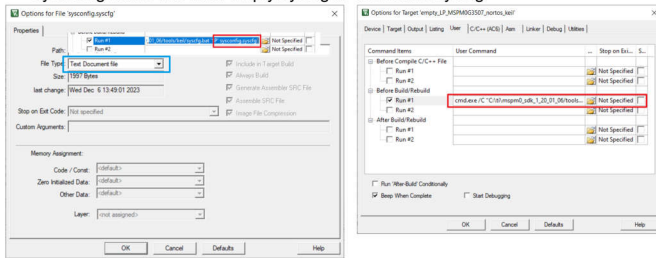 Options for File 'sysconfig.syscfg'
Properties
Run #1
.01_06/tools/keil/syscfg.bat
sysconfig.syscfg
Not Specified
Run #2
Not Specified
Path:
File Type: Text Document file
Include in Target Build
Size: 1597 Bytes
Always Build
last change: Wed Dec 6 13:49:01 2023
Generate Assembler SRC File
Assemble SRC File
Stop on Exit Code: Not specified
Image File Compression
Custom Arguments:
Memory Assignment:
Code / Const: <default>
Zero Initialized Data: <default>
Other Data: <default>
Layer: <not assigned>
OK Cancel Defaults Help
Options for Target 'empty_LP_MSPM0G3507_nortos_keil'
Device Target Output Listing User C/C++ (AC6) Asm Linker Debug Utilities
Command Items User Command ... Stop on Exi... S...
Before Compile C/C++ File
Run #1 Not Specified
Run #2 Not Specified
Before Build/Rebuild
Run #1 cmd.exe /C "C:\ti\mspm0_sdk_1_20_01_06/tools... Not Specified
Run #2 Not Specified
After Build/Rebuild
Run #1 Not Specified
Run #2 Not Specified
Run 'After-Build' Conditionally
Beep When Complete Start Debugging
OK Cancel Defaults Help